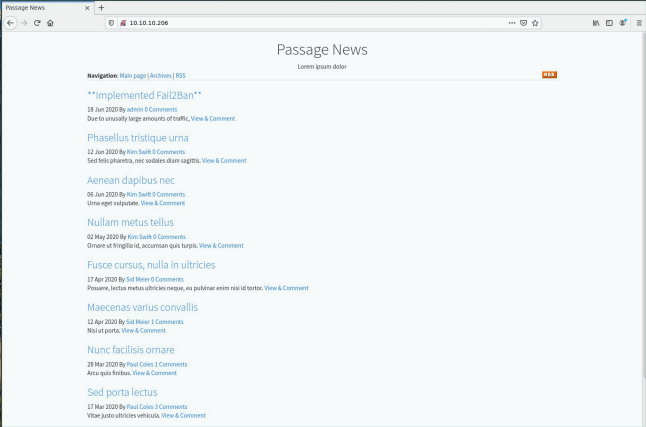 Passage News
10.10.10.206
Passage News
Lorem ipsum dolor
Navigation: Main page | Archives | RSS
RSS
**Implemented Fail2Ban**
18 Jun 2020 By admin 0 Comments
Due to unusally large amounts of traffic, View & Comment
Phasellus tristique urna
12 Jun 2020 By Kim Swift 0 Comments
Sed felis pharetra, nec sodales diam sagittis. View & Comment
Aenean dapibus nec
06 Jun 2020 By Kim Swift 0 Comments
Urna eget vulputate. View & Comment
Nullam metus tellus
02 May 2020 By Kim Swift 0 Comments
Ornare ut fringilla id, accumsan quis turpis. View & Comment
Fusce cursus, nulla in ultricies
17 Apr 2020 By Sid Meier 0 Comments
Posuere, lectus metus ultricies neque, eu pulvinar enim nisi id tortor. View & Comment
Maecenas varius convallis
12 Apr 2020 By Sid Meier 1 Comments
Nisi ut porta. View & Comment
Nunc facilisis ornare
28 Mar 2020 By Paul Coles 1 Comments
Arcu quis finibus. View & Comment
Sed porta lectus
17 Mar 2020 By Paul Coles 3 Comments
Vitae justo ultricies vehicula. View & Comment